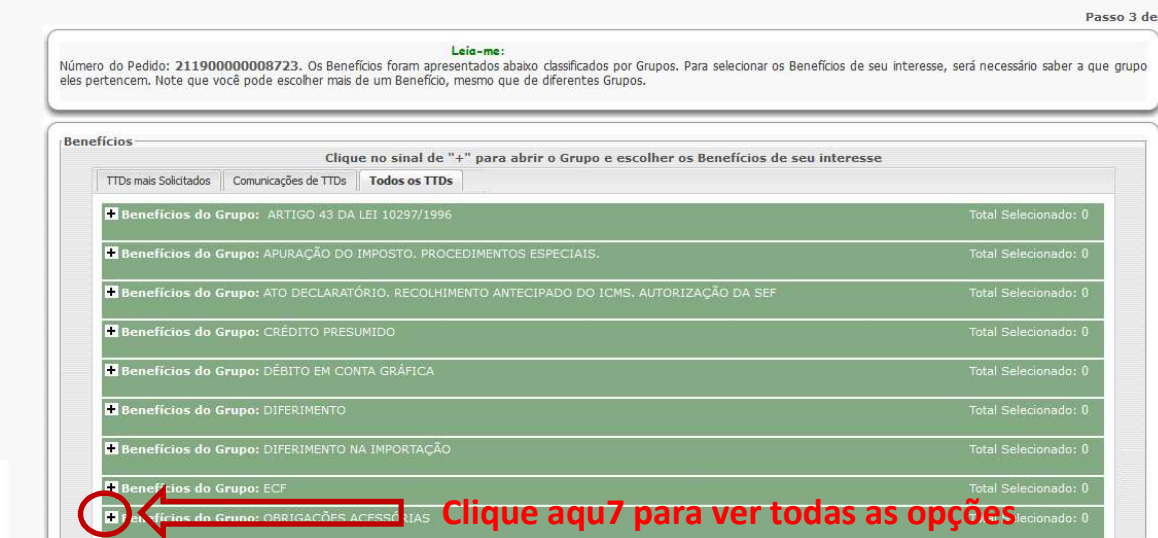 Passo 3 de
Leia-me:
Número do Pedido: 211900000008723. Os Benefícios foram apresentados abaixo classificados por Grupos. Para selecionar os Benefícios de seu interesse, será necessário saber a que grupo
eles pertencem. Note que você pode escolher mais de um Benefício, mesmo que de diferentes Grupos.
Benefícios
Clique no sinal de "+" para abrir o Grupo e escolher os Benefícios de seu interesse
TTDs mais Solicitados Comunicações de TTDs Todos os TTDs
Benefícios do Grupo: ARTIGO 43 DA LEI 10297/1996 Total Selecionado: 0
Benefícios do Grupo: APURAÇÃO DO IMPOSTO. PROCEDIMENTOS ESPECIAIS. Total Selecionado: 0
Benefícios do Grupo: ATO DECLARATÓRIO. RECOLHIMENTO ANTECIPADO DO ICMS. AUTORIZAÇÃO DA SEF Total Selecionado: 0
Benefícios do Grupo: CRÉDITO PRESUMIDO Total Selecionado: 0
Benefícios do Grupo: DÉBITO EM CONTA GRÁFICA Total Selecionado: 0
Benefícios do Grupo: DIFERIMENTO Total Selecionado: 0
Benefícios do Grupo: DIFERIMENTO NA IMPORTAÇÃO Total Selecionado: 0
Benefícios do Grupo: ECF Total Selecionado: 0
Benefícios do Grupo: OBRIGAÇÕES ACESSÓRIAS Total Selecionado: 0
Clique aqu7 para ver todas as opções